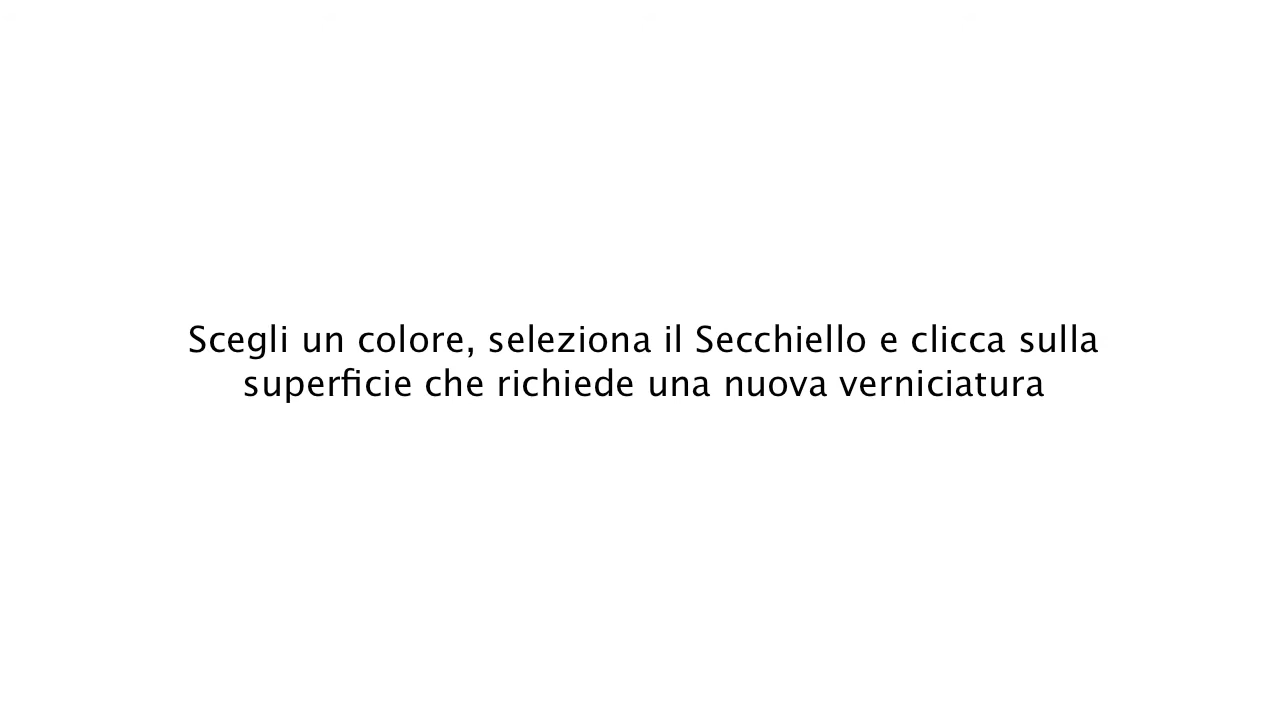 Scegli un colore, seleziona il Secchiello e clicca sulla
superficie che richiede una nuova verniciatura